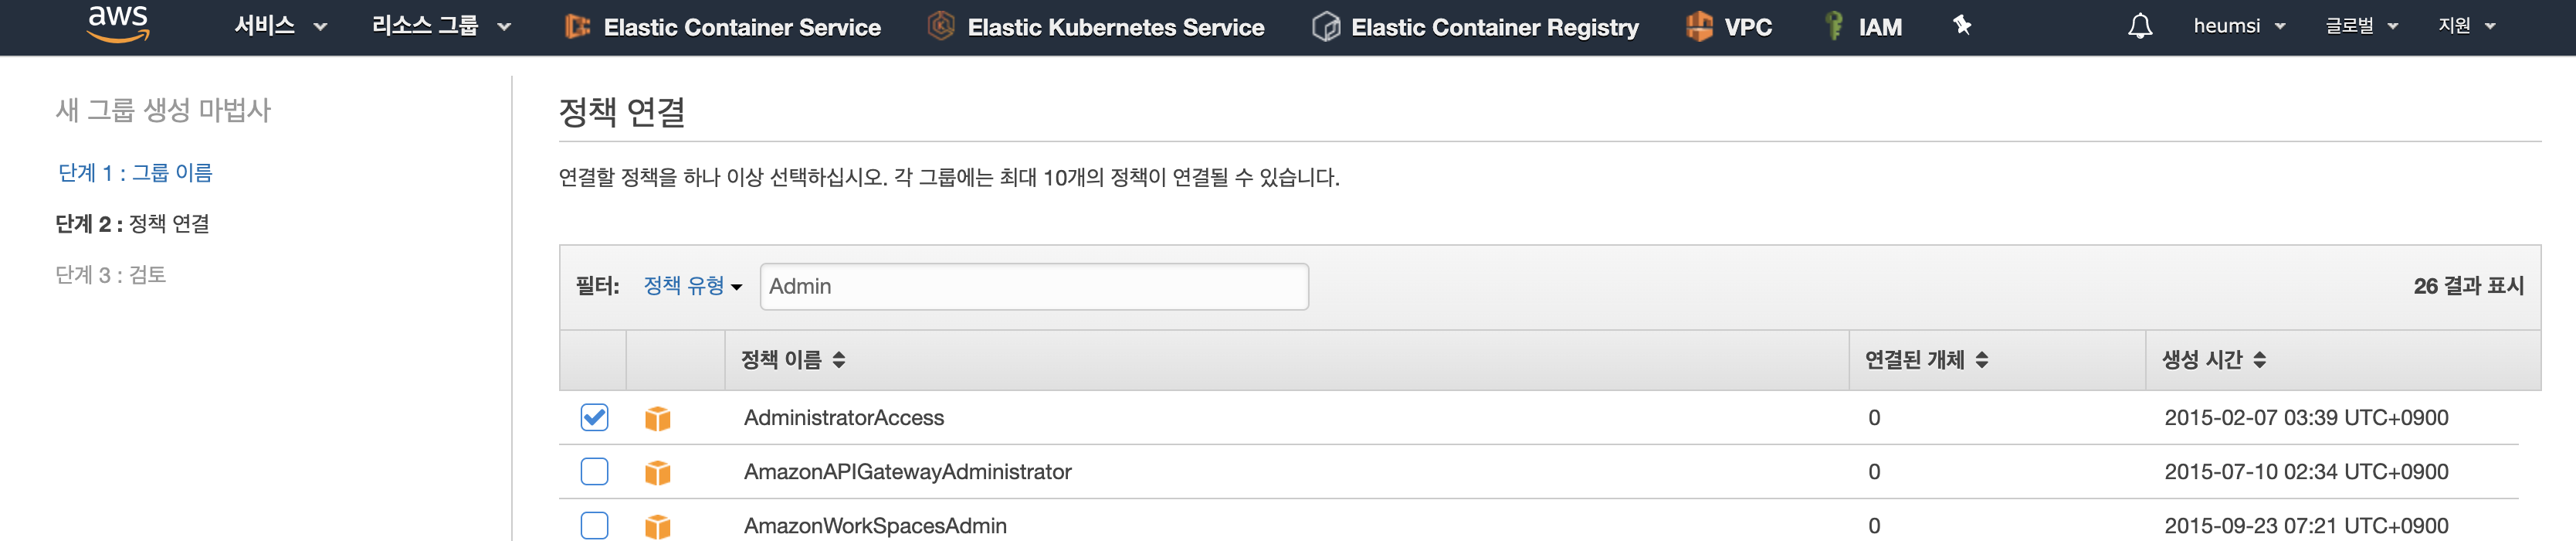 aws 서비스 리소스 그룹 Elastic Container Service Elastic Kubernetes Service Elastic Container Registry VPC IAM heumsi 글로벌 지원
새 그룹 생성 마법사
단계 1 : 그룹 이름
단계 2 : 정책 연결
단계 3 : 검토
정책 연결
연결할 정책을 하나 이상 선택하십시오. 각 그룹에는 최대 10개의 정책이 연결될 수 있습니다.
필터: 정책 유형 Admin 26 결과 표시
정책 이름 연결된 개체 생성 시간
AdministratorAccess 0 2015-02-07 03:39 UTC+0900
AmazonAPIGatewayAdministrator 0 2015-07-10 02:34 UTC+0900
AmazonWorkSpacesAdmin 0 2015-09-23 07:21 UTC+0900